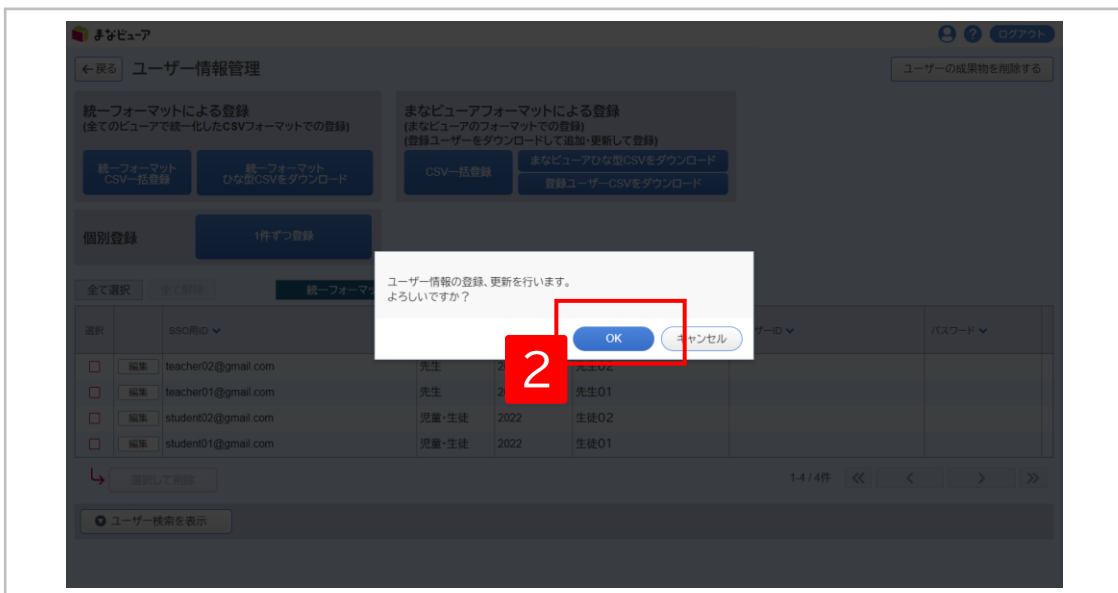 まなビューア
? ログアウト
←戻る ユーザー情報管理
ユーザーの成果物を削除する
統一フォーマットによる登録
(全てのビューアで統一化したCSVフォーマットでの登録)
統一フォーマット
CSV一括登録
統一フォーマット
ひな型CSVをダウンロード
まなビューアフォーマットによる登録
(まなビューアのフォーマットでの登録)
(登録ユーザーをダウンロードして追加・更新して登録)
CSV一括登録
まなビューアひな型CSVをダウンロード
登録ユーザーCSVをダウンロード
個別登録
1件ずつ登録
ユーザー情報の登録、更新を行います。
よろしいですか？
OK
キャンセル
2
全て選択 全て解除 統一フォーマッ
選択 SSO用ID ザーID パスワード
編集 teacher02@gmail.com 先生 2 先生02
編集 teacher01@gmail.com 先生 2 先生01
編集 student02@gmail.com 児童・生徒 2022 生徒02
編集 student01@gmail.com 児童・生徒 2022 生徒01
選択して削除
1-4 / 4件
ユーザー検索を表示